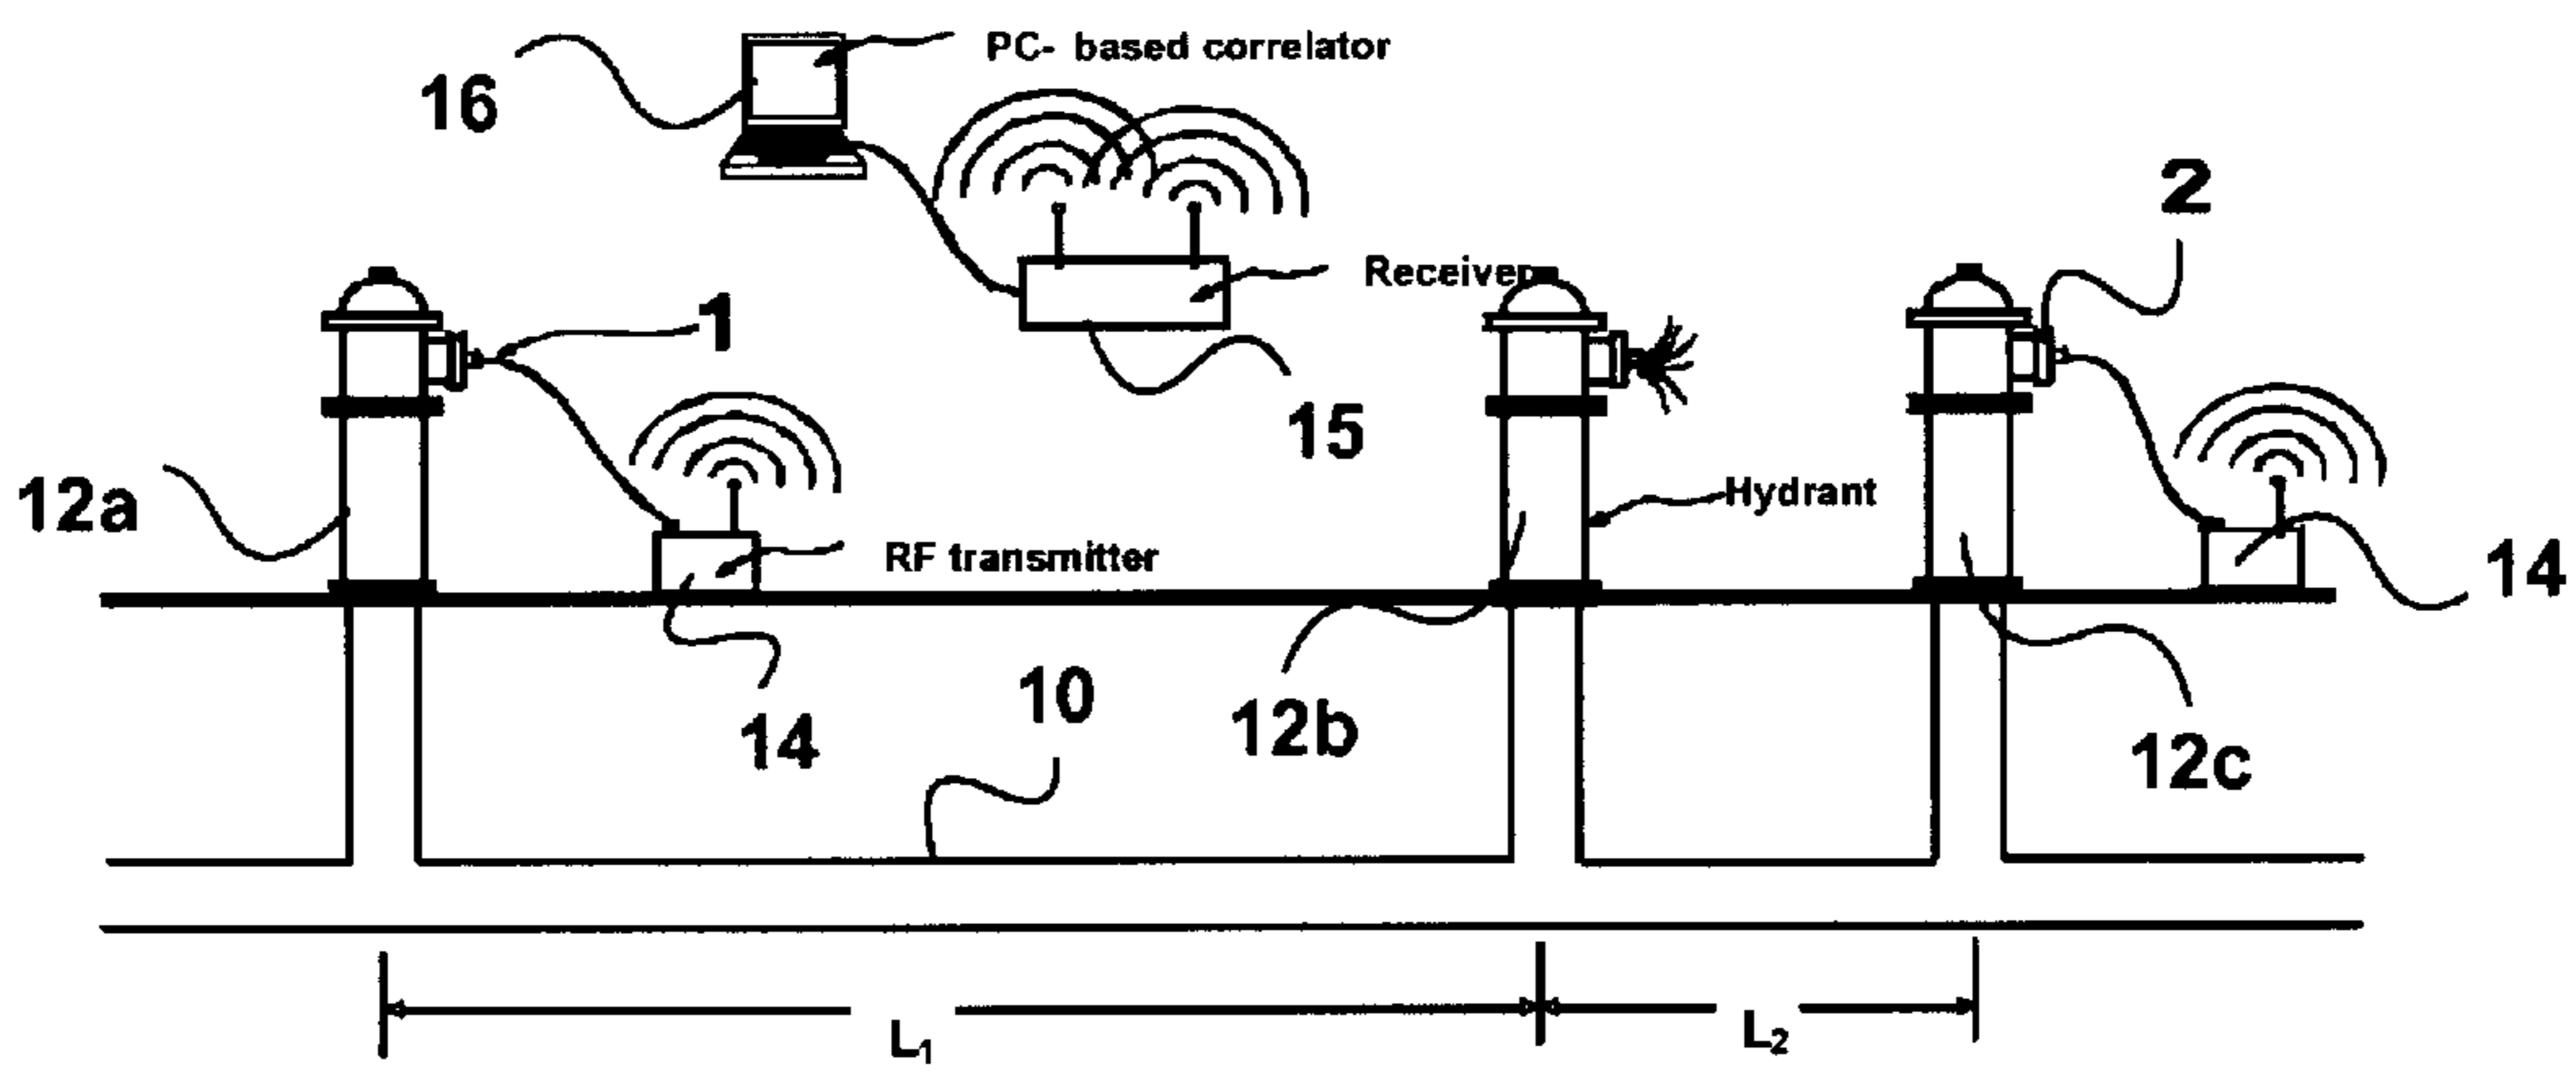 PC- based correlator
16
2
Receiver
1
15
12a
Hydrant
RF transmitter
14
14
10
12b
12c
L1
L2